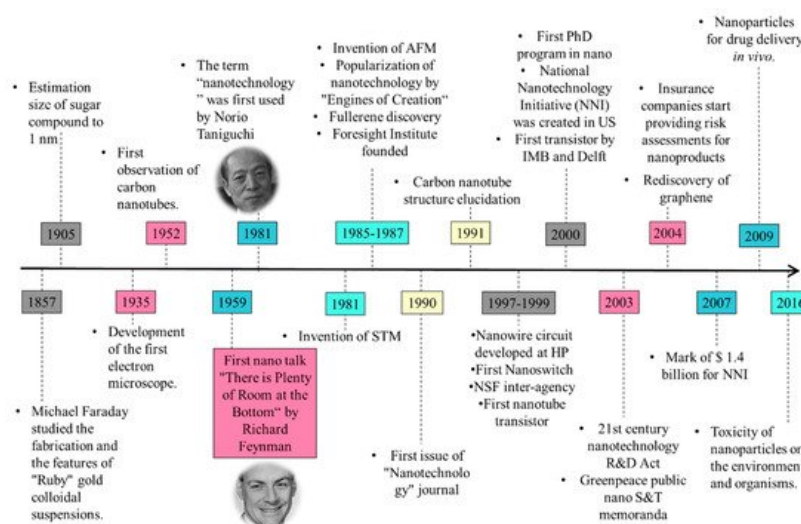 • Estimation
size of sugar
compound to
1 nm
• First
observation of
carbon
nanotubes.
• The term
“nanotechnology
” was first used
by Norio
Taniguchi
• Invention of AFM
• Popularization of
nanotechnology by
"Engines of Creation“
• Fullerene discovery
• Foresight Institute
founded
• Carbon nanotube
structure elucidation
• First PhD
program in nano
• National
Nanotechnology
Initiative (NNI)
was created in US
• First transistor by
IMB and Delft
• Insurance
companies start
providing risk
assessments for
nanoproducts
• Rediscovery of
graphene
• Nanoparticles
for drug delivery
in vivo.
1905
1952
1981
1985-1987
1991
2000
2004
2009
1857
1935
1959
1981
1990
1997-1999
2003
2007
2016
• Michael Faraday
studied the
fabrication and
the features of
"Ruby" gold
colloidal
suspensions.
• Development
of the first
electron
microscope.
First nano talk
"There is Plenty
of Room at the
Bottom“ by
Richard
Feynman
• Invention of STM
• First issue of
"Nanotechnolo
gy" journal
•Nanowire circuit
developed at HP
•First Nanoswitch
•NSF inter-agency
•First nanotube
transistor
• 21st century
nanotechnology
R&D Act
• Greenpeace public
nano S&T
memoranda
• Mark of $ 1.4
billion for NNI
• Toxicity of
nanoparticles on
the environment
and organisms.